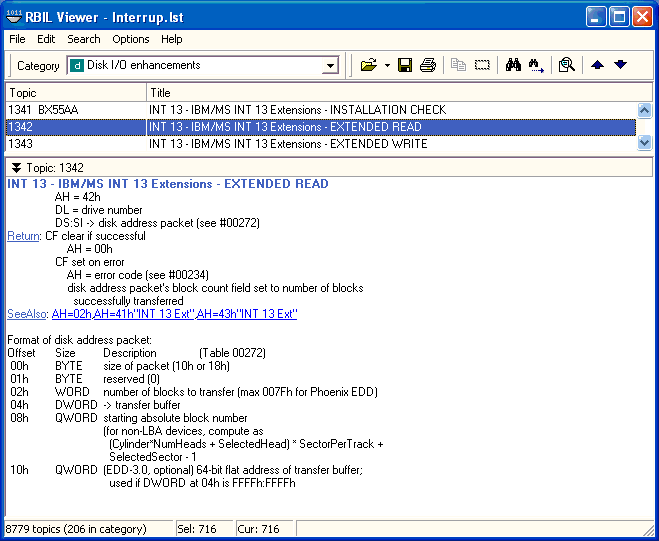 1011
RBIL Viewer - Interrup.lst
File Edit Search Options Help
Category d Disk I/O enhancements
Topic Title
1341 BX55AA INT 13 - IBM/MS INT 13 Extensions - INSTALLATION CHECK
1342 INT 13 - IBM/MS INT 13 Extensions - EXTENDED READ
1343 INT 13 - IBM/MS INT 13 Extensions - EXTENDED WRITE
Topic: 1342
INT 13 - IBM/MS INT 13 Extensions - EXTENDED READ
AH = 42h
DL = drive number
DS:SI -> disk address packet (see #00272)
Return: CF clear if successful
AH = 00h
CF set on error
AH = error code (see #00234)
disk address packet's block count field set to number of blocks
successfully transferred
SeeAlso: AH=02h,AH=41h"INT 13 Ext",AH=43h"INT 13 Ext"
Format of disk address packet:
Offset Size Description (Table 00272)
00h BYTE size of packet (10h or 18h)
01h BYTE reserved (0)
02h WORD number of blocks to transfer (max 007Fh for Phoenix EDD)
04h DWORD -> transfer buffer
08h QWORD starting absolute block number
(for non-LBA devices, compute as
(Cylinder*NumHeads + SelectedHead) * SectorPerTrack +
SelectedSector - 1
10h QWORD (EDD-3.0, optional) 64-bit flat address of transfer buffer;
used if DWORD at 04h is FFFFh:FFFFh
8779 topics (206 in category) Sel: 716 Cur: 716